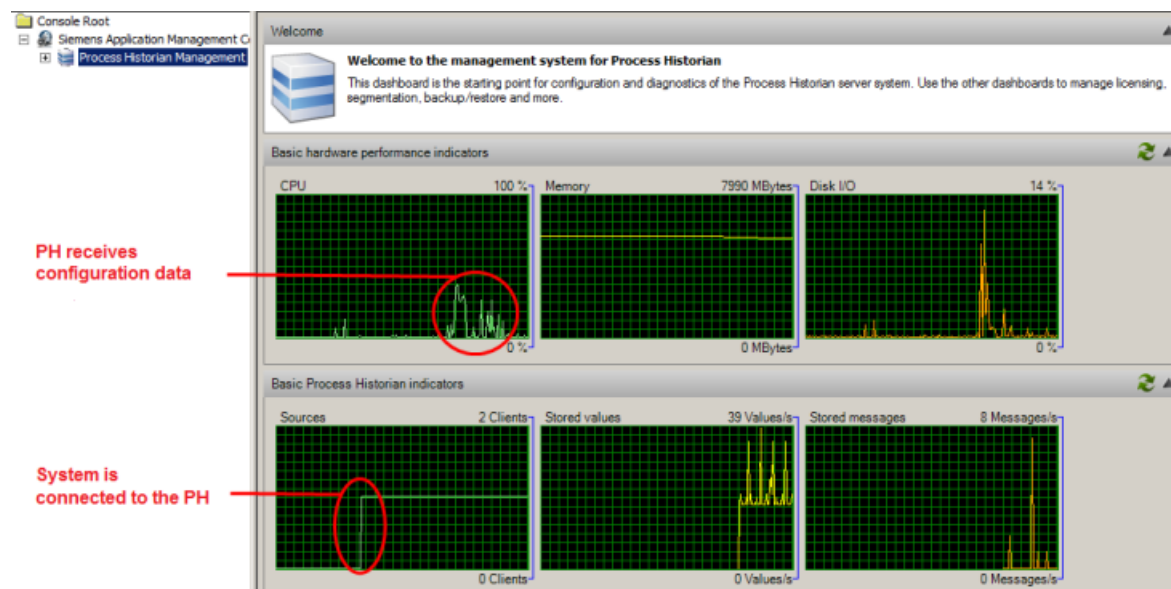 Console Root
Siemens Application Management C
Process Historian Management
Welcome
Welcome to the management system for Process Historian
This dashboard is the starting point for configuration and diagnostics of the Process Historian server system. Use the other dashboards to manage licensing,
segmentation, backup/restore and more.
Basic hardware performance indicators
CPU 100 %
Memory 7990 MBytes
Disk I/O 14 %
PH receives
configuration data
0 %
0 MBytes
0 %
Basic Process Historian indicators
Sources 2 Clients
Stored values 39 Values/s
Stored messages 8 Messages/s
System is
connected to the PH
0 Clients
0 Values/s
0 Messages/s